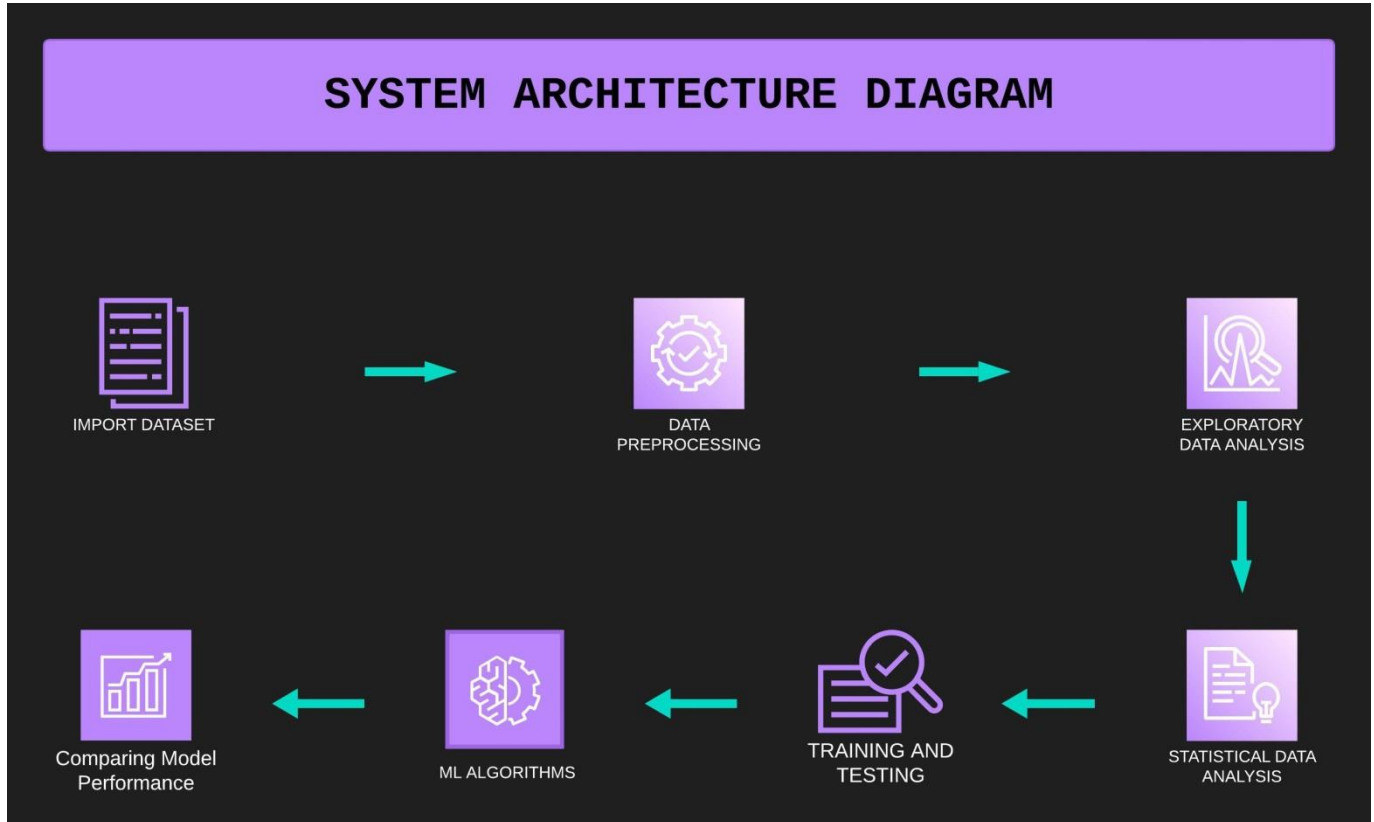 SYSTEM ARCHITECTURE DIAGRAM
IMPORT DATASET
DATA
PREPROCESSING
EXPLORATORY
DATA ANALYSIS
STATISTICAL DATA
ANALYSIS
TRAINING AND
TESTING
ML ALGORITHMS
Comparing Model
Performance